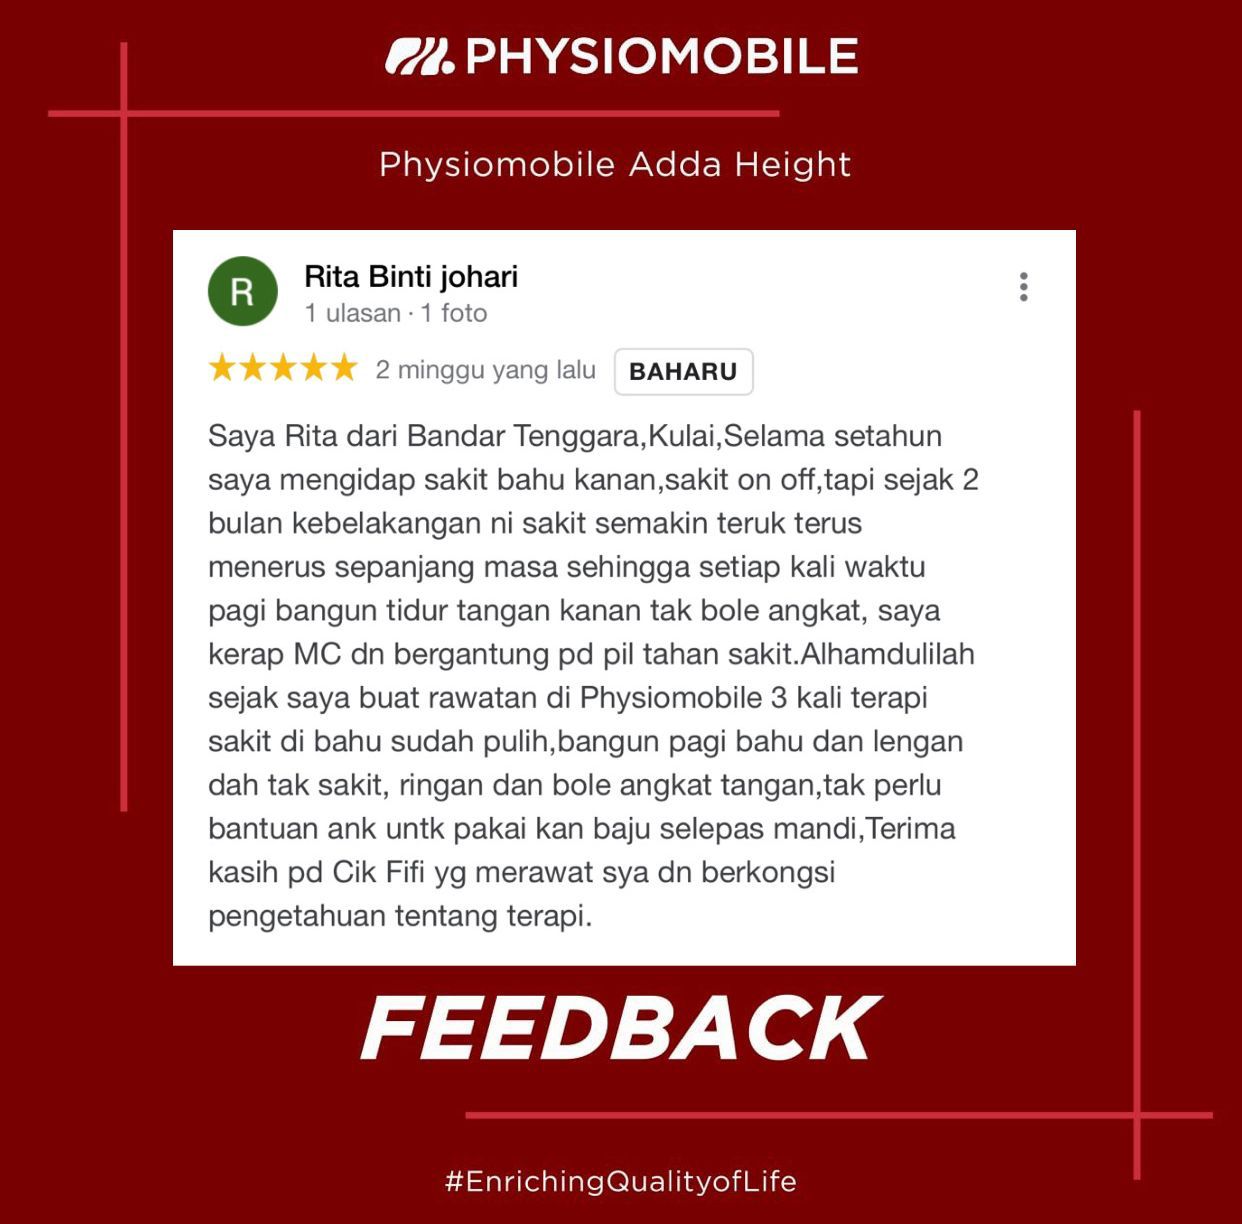 PHYSIOMOBILE
Physiomobile Adda Height
R
Rita Binti johari
1 ulasan · 1 foto
2 minggu yang lalu BAHARU
Saya Rita dari Bandar Tenggara,Kulai,Selama setahun
saya mengidap sakit bahu kanan,sakit on off,tapi sejak 2
bulan kebelakangan ni sakit semakin teruk terus
menerus sepanjang masa sehingga setiap kali waktu
pagi bangun tidur tangan kanan tak bole angkat, saya
kerap MC dn bergantung pd pil tahan sakit.Alhamdulilah
sejak saya buat rawatan di Physiomobile 3 kali terapi
sakit di bahu sudah pulih,bangun pagi bahu dan lengan
dah tak sakit, ringan dan bole angkat tangan,tak perlu
bantuan ank untk pakai kan baju selepas mandi,Terima
kasih pd Cik Fifi yg merawat sya dn berkongsi
pengetahuan tentang terapi.
FEEDBACK
#EnrichingQualityofLife